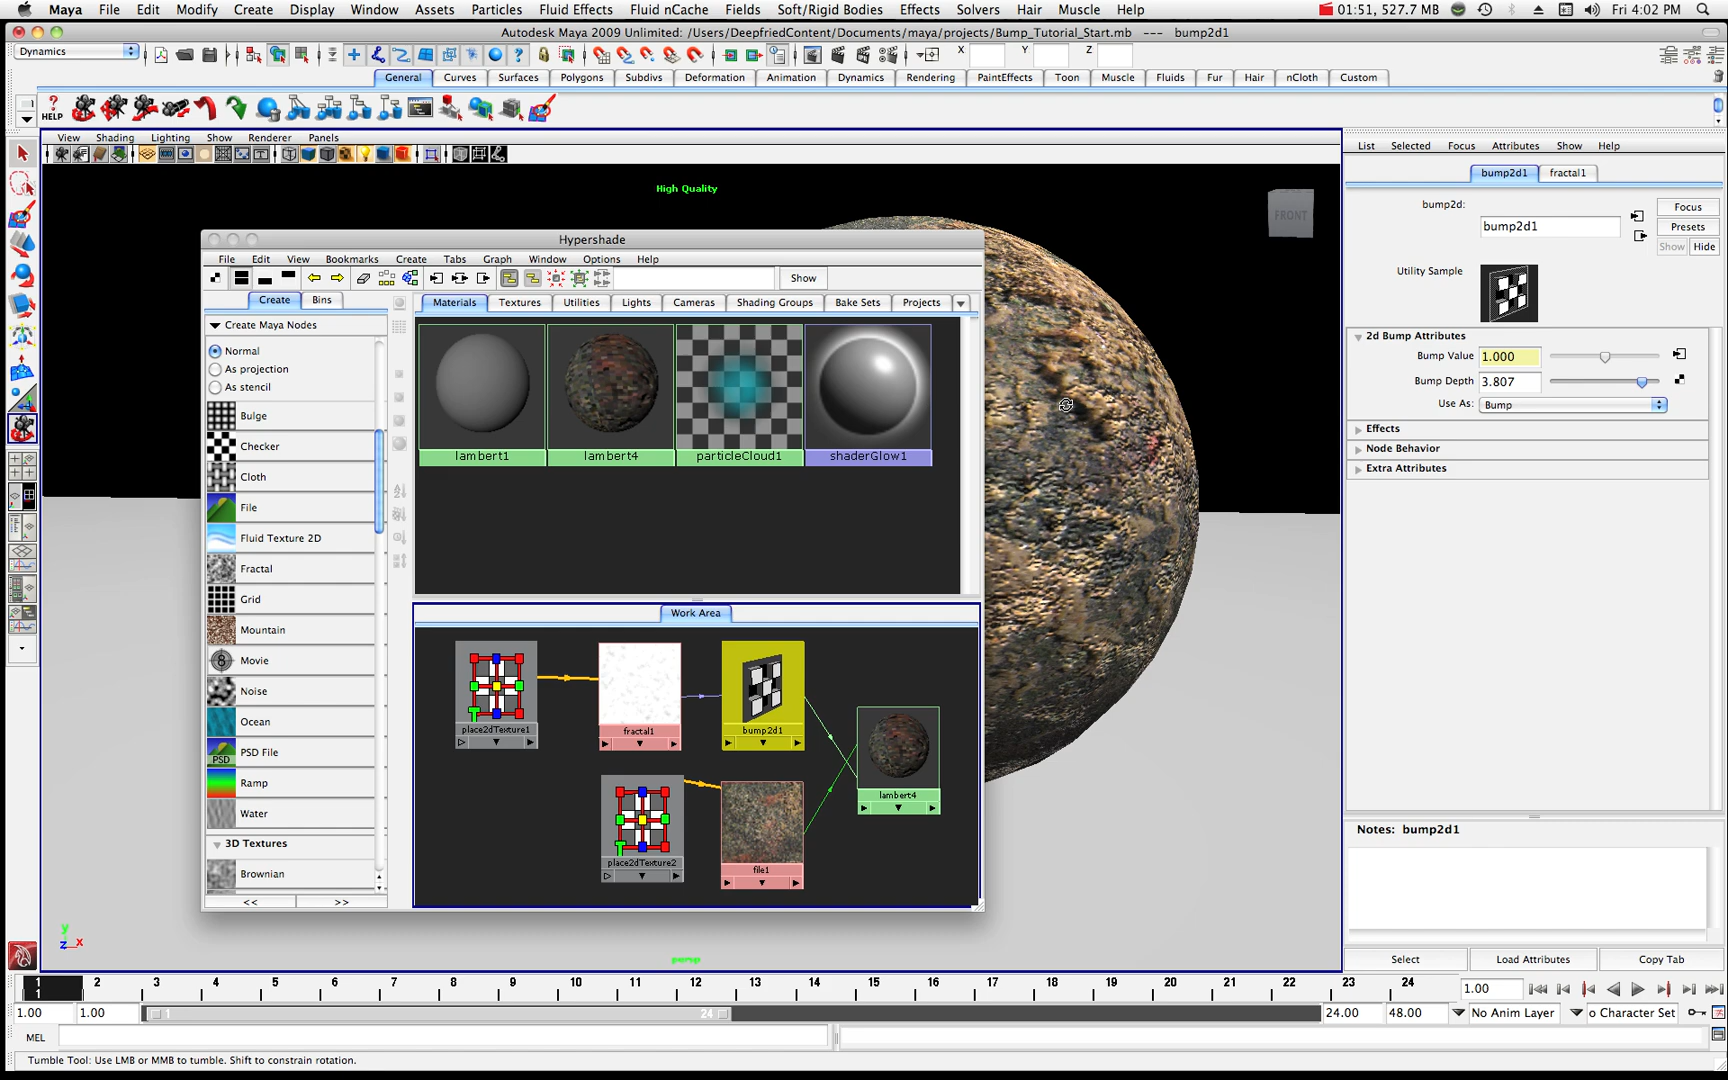 Maya File Edit Modify Create Display Window Assets Particles Fluid Effects Fluid nCache Fields Soft/Rigid Bodies Effects Solvers Hair Muscle Help 01:51, 527.7 MB Fri 4:02 PM
Autodesk Maya 2009 Unlimited: /Users/DeepfriedContent/Documents/maya/projects/Bump_Tutorial_Start.mb --- bump2d1
Dynamics X Y Z
General Curves Surfaces Polygons Subdivs Deformation Animation Dynamics Rendering PaintEffects Toon Muscle Fluids Fur Hair nCloth Custom
HELP
View Shading Lighting Show Renderer Panels
List Selected Focus Attributes Show Help
High Quality
FRONT
bump2d1 fractal1
bump2d: bump2d1
Focus
Presets
Show Hide
Utility Sample
2d Bump Attributes
Bump Value 1.000
Bump Depth 3.807
Use As: Bump
Effects
Node Behavior
Extra Attributes
Notes: bump2d1
Select Load Attributes Copy Tab
Hypershade
File Edit View Bookmarks Create Tabs Graph Window Options Help
Show
Create Bins
Materials Textures Utilities Lights Cameras Shading Groups Bake Sets Projects
Create Maya Nodes
Normal
As projection
As stencil
Bulge
Checker
Cloth
File
Fluid Texture 2D
Fractal
Grid
Mountain
Movie
Noise
Ocean
PSD PSD File
Ramp
Water
3D Textures
Brownian
<< >>
lambert1 lambert4 particleCloud1 shaderGlow1
Work Area
place2dTexture1 fractal1 bump2d1
lambert4
place2dTexture2 file1
y
z x
persp
1 2 3 4 5 6 7 8 9 10 11 12 13 14 15 16 17 18 19 20 21 22 23 24
1 1.00
1.00 1.00 1 24 24.00 48.00 No Anim Layer o Character Set
MEL
Tumble Tool: Use LMB or MMB to tumble. Shift to constrain rotation.